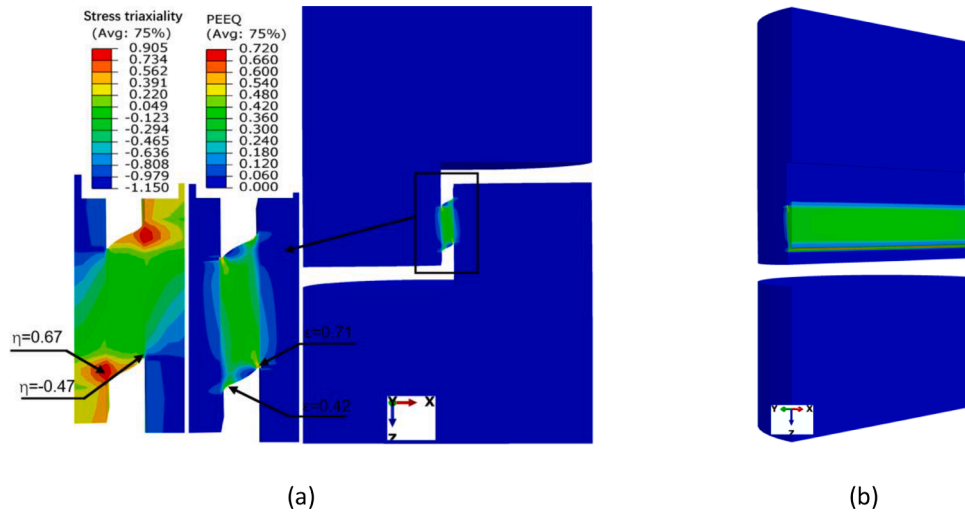 Stress triaxiality
(Avg: 75%)
0.905
0.734
0.562
0.391
0.220
0.049
-0.123
-0.294
-0.465
-0.636
-0.808
-0.979
-1.150
PEEQ
(Avg: 75%)
0.720
0.660
0.600
0.540
0.480
0.420
0.360
0.300
0.240
0.180
0.120
0.060
0.000
η=0.67
η=-0.47
ε=0.71
ε=0.42
Y X
Z
Y X
Z
(a)
(b)